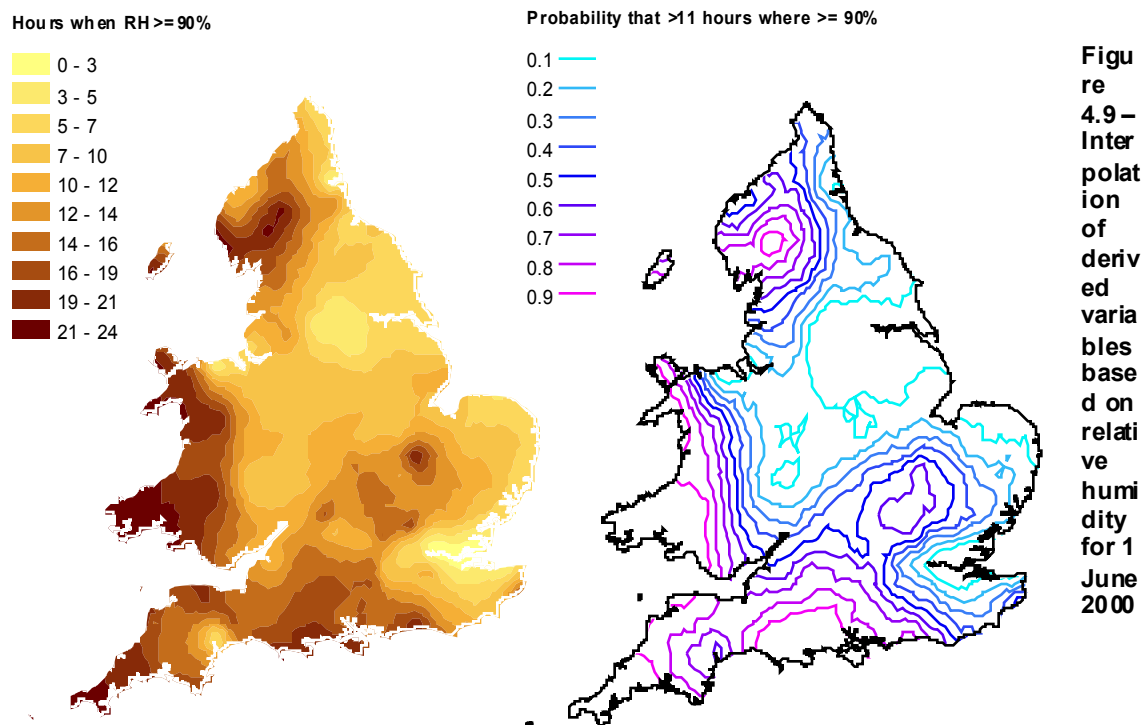 Hours when RH >= 90%
0 - 3
3 - 5
5 - 7
7 - 10
10 - 12
12 - 14
14 - 16
16 - 19
19 - 21
21 - 24
Probability that >11 hours where >= 90%
0.1
0.2
0.3
0.4
0.5
0.6
0.7
0.8
0.9
Figu
re
4.9 –
Inter
polat
ion
of
deriv
ed
varia
bles
base
d on
relati
ve
humi
dity
for 1
June
2000